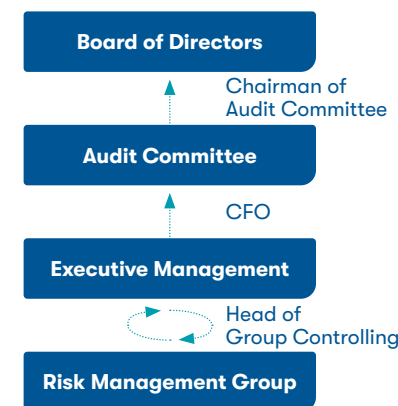 Board of Directors
Chairman of
Audit Committee
Audit Committee
CFO
Executive Management
Head of
Group Controlling
Risk Management Group